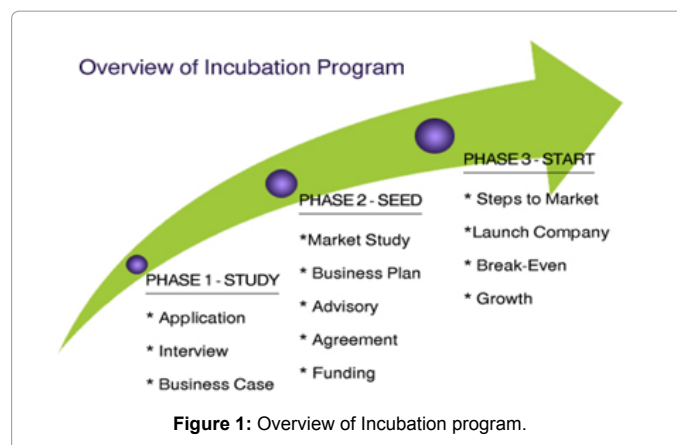 Overview of Incubation Program
PHASE 1 - STUDY
* Application
* Interview
* Business Case
PHASE 2 - SEED
*Market Study
* Business Plan
* Advisory
* Agreement
* Funding
PHASE 3 - START
* Steps to Market
*Launch Company
* Break-Even
* Growth
Figure 1: Overview of Incubation program.